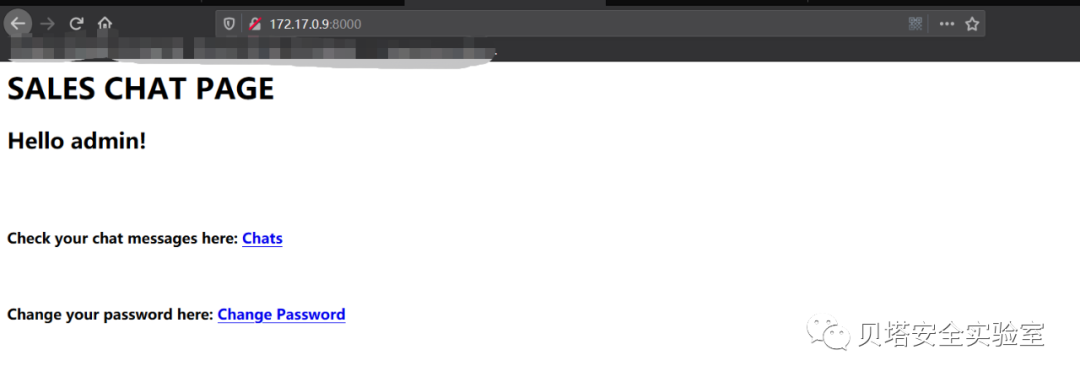 172.17.0.9:8000
SALES CHAT PAGE
Hello admin!
Check your chat messages here: Chats
Change your password here: Change Password
贝塔安全实验室